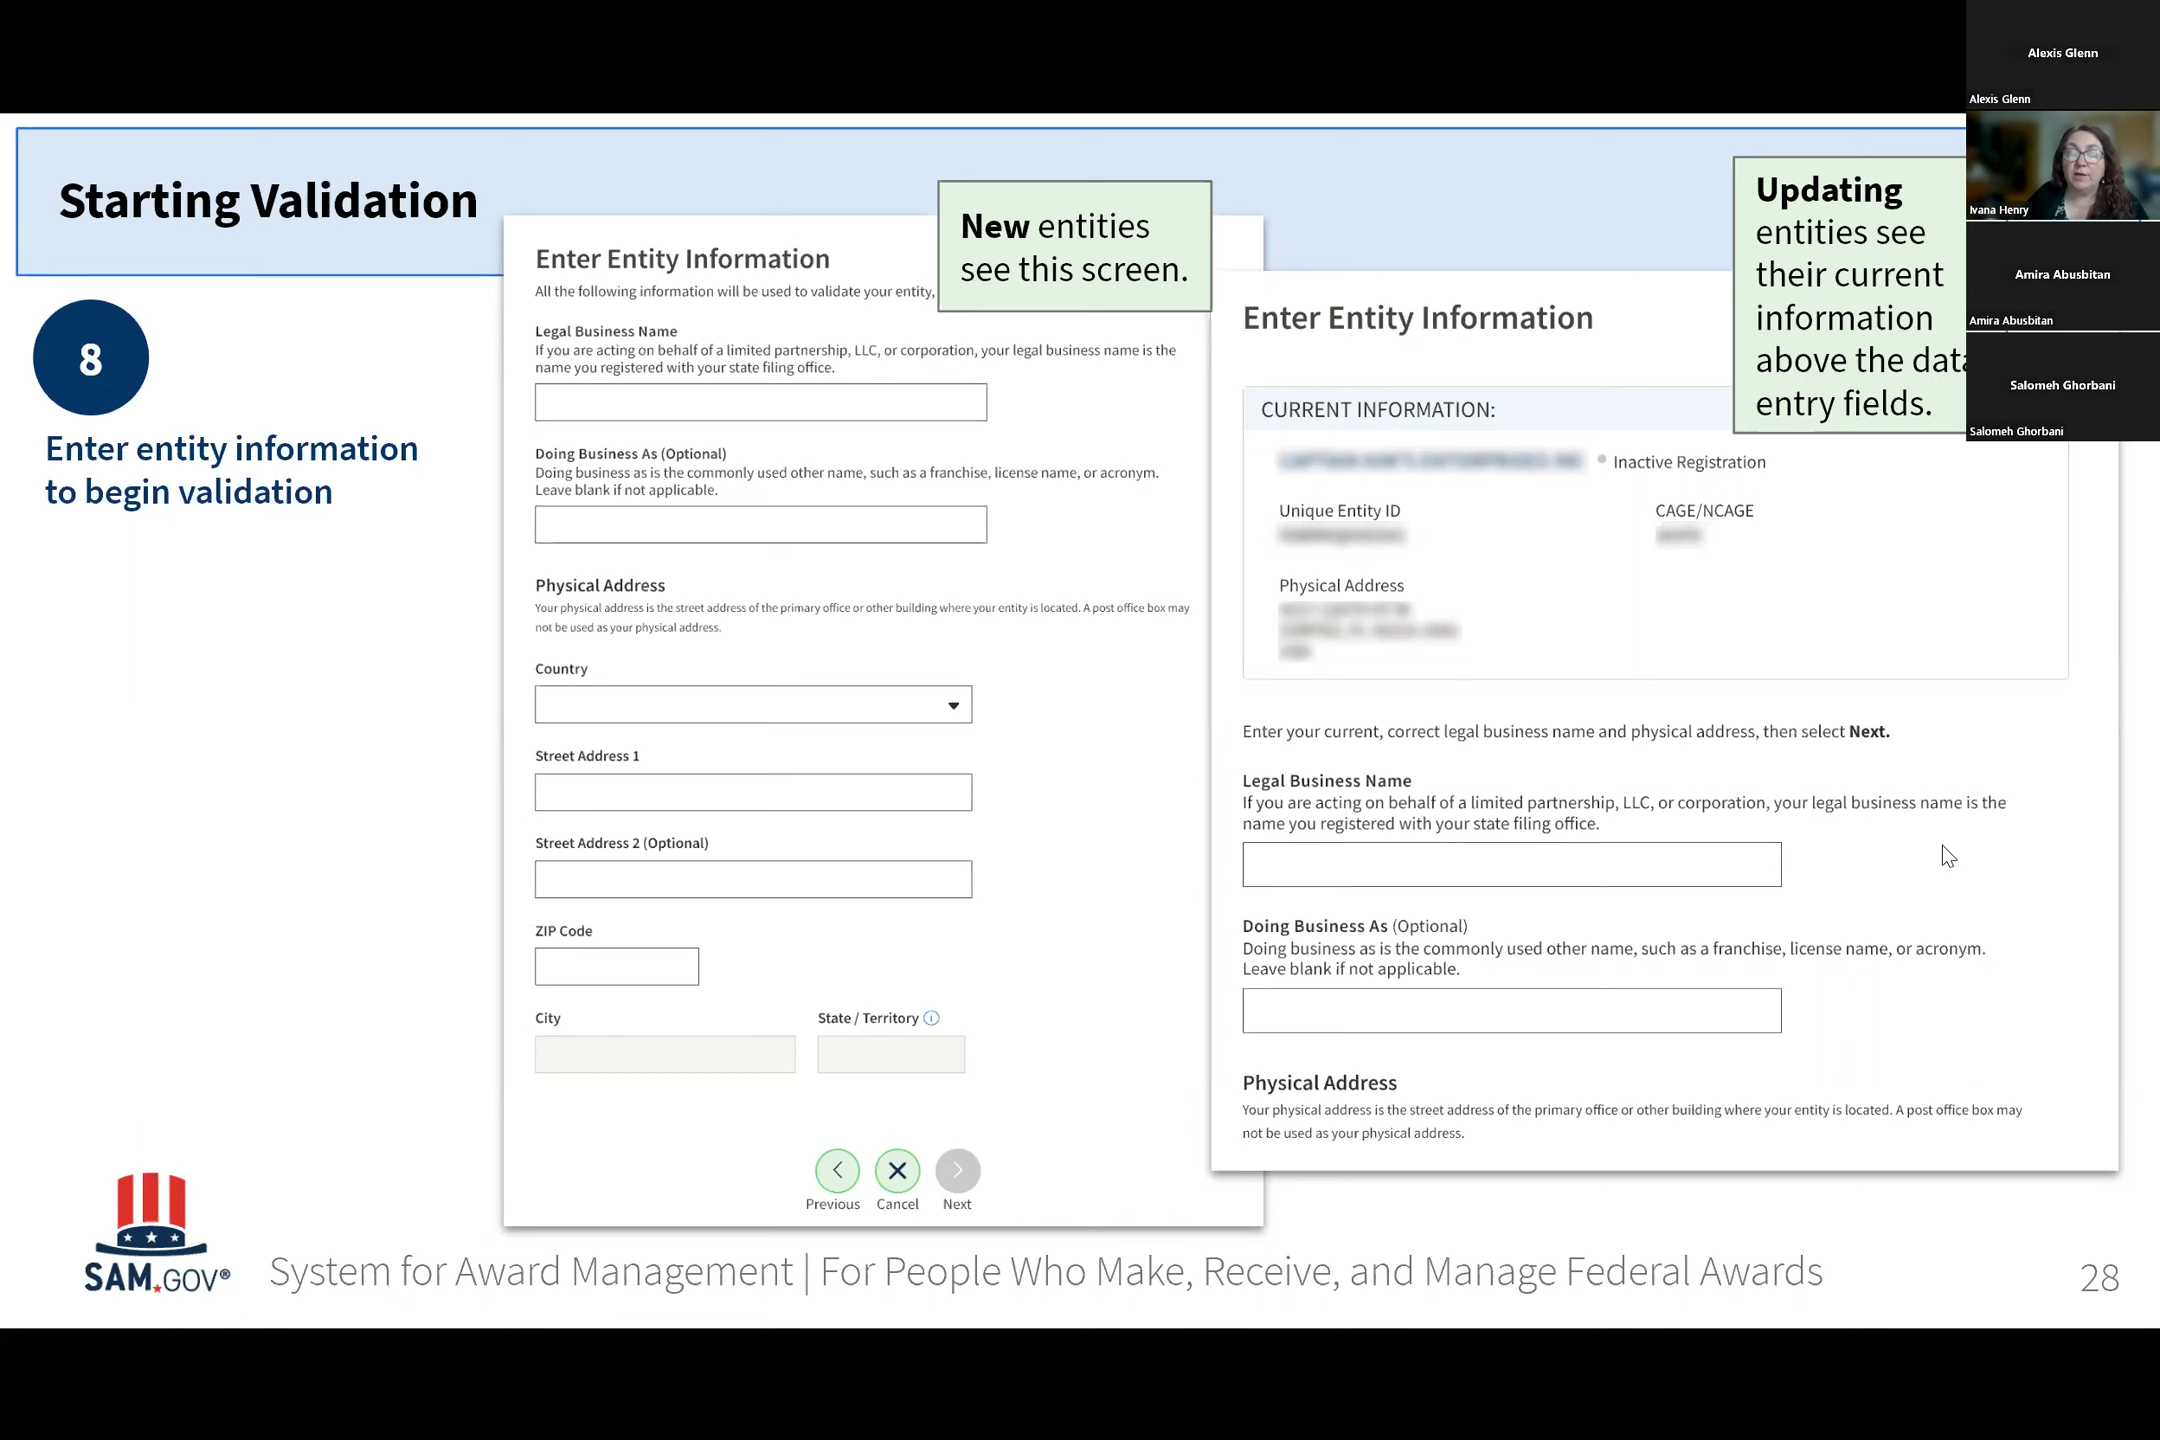 Starting Validation
8
Enter entity information
to begin validation
New entities
see this screen.
Enter Entity Information
All the following information will be used to validate your entity,
Legal Business Name
If you are acting on behalf of a limited partnership, LLC, or corporation, your legal business name is the
name you registered with your state filing office.
Doing Business As (Optional)
Doing business as is the commonly used other name, such as a franchise, license name, or acronym.
Leave blank if not applicable.
Physical Address
Your physical address is the street address of the primary office or other building where your entity is located. A post office box may
not be used as your physical address.
Country
Street Address 1
Street Address 2 (Optional)
ZIP Code
City
State / Territory
Previous
Cancel
Next
Updating
entities see
their current
information
above the data
entry fields.
Enter Entity Information
CURRENT INFORMATION:
Inactive Registration
Unique Entity ID
CAGE/NCAGE
Physical Address
Enter your current, correct legal business name and physical address, then select Next.
Legal Business Name
If you are acting on behalf of a limited partnership, LLC, or corporation, your legal business name is the
name you registered with your state filing office.
Doing Business As (Optional)
Doing business as is the commonly used other name, such as a franchise, license name, or acronym.
Leave blank if not applicable.
Physical Address
Your physical address is the street address of the primary office or other building where your entity is located. A post office box may
not be used as your physical address.
Alexis Glenn
Alexis Glenn
Ivana Henry
Amira Abusbitan
Amira Abusbitan
Salomeh Ghorbani
Salomeh Ghorbani
SAM.GOV®
System for Award Management | For People Who Make, Receive, and Manage Federal Awards
28